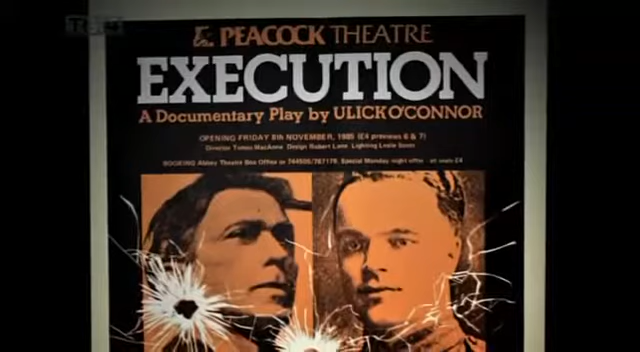 PEACOCK THEATRE
EXECUTION
A Documentary Play by ULICK O'CONNOR
OPENING FRIDAY 8th NOVEMBER, 1985 (£4 previews 6 & 7)
Director Tomas MacAnna Design Robert Lane Lighting Leslie Scott
BOOKING Abbey Theatre Box Office or 744505/787179. Special Monday night offer all seats £4